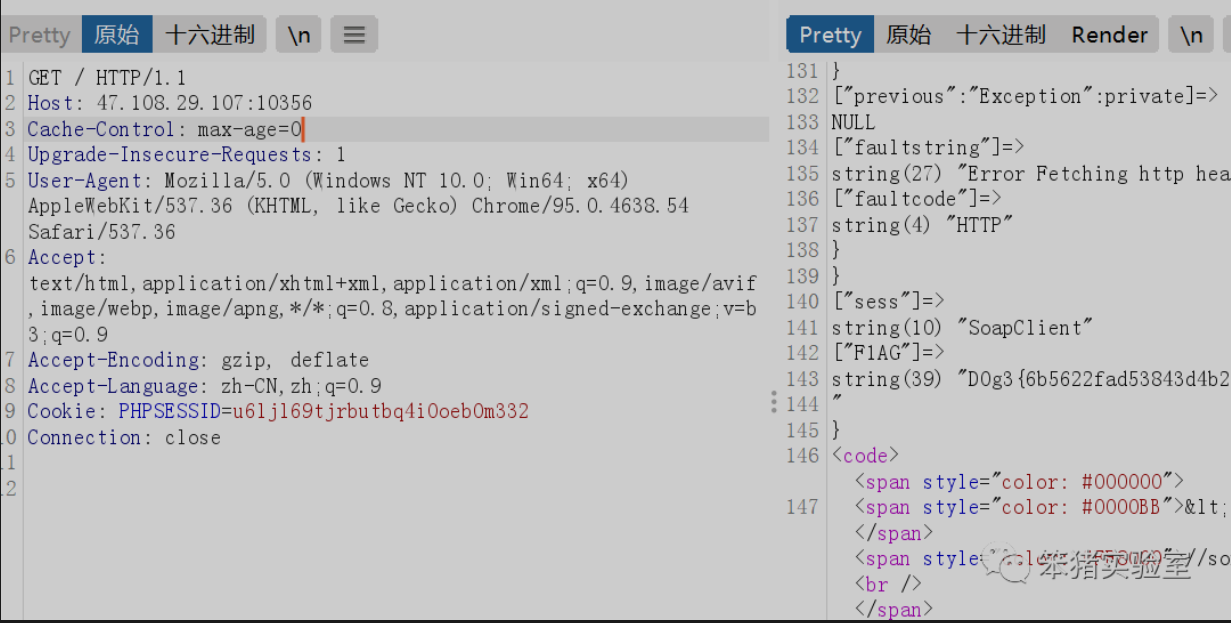 Pretty 原始 十六进制 \n
1 GET / HTTP/1.1
2 Host: 47.108.29.107:10356
3 Cache-Control: max-age=0
4 Upgrade-Insecure-Requests: 1
5 User-Agent: Mozilla/5.0 (Windows NT 10.0; Win64; x64)
AppleWebKit/537.36 (KHTML, like Gecko) Chrome/95.0.4638.54
Safari/537.36
6 Accept:
text/html,application/xhtml+xml,application/xml;q=0.9,image/avif
,image/webp,image/apng,*/*;q=0.8,application/signed-exchange;v=b
3;q=0.9
7 Accept-Encoding: gzip, deflate
8 Accept-Language: zh-CN,zh;q=0.9
9 Cookie: PHPSESSID=u6ljl69tjrbutbq4i0oeb0m332
0 Connection: close
1
2
Pretty 原始 十六进制 Render \n
131 }
132 ["previous":"Exception":private]=>
133 NULL
134 ["faultstring"]=>
135 string(27) "Error Fetching http hea
136 ["faultcode"]=>
137 string(4) "HTTP"
138 }
139 }
140 ["sess"]=>
141 string(10) "SoapClient"
142 ["F1AG"]=>
143 string(39) "D0g3{6b5622fad53843d4b2
144 "
145 }
146 <code>
<span style="color: #000000">
147 <span style="color: #0000BB">&lt;
</span>
<span style="color: #FF8000">//so
<br />
</span>
笨猪实验室